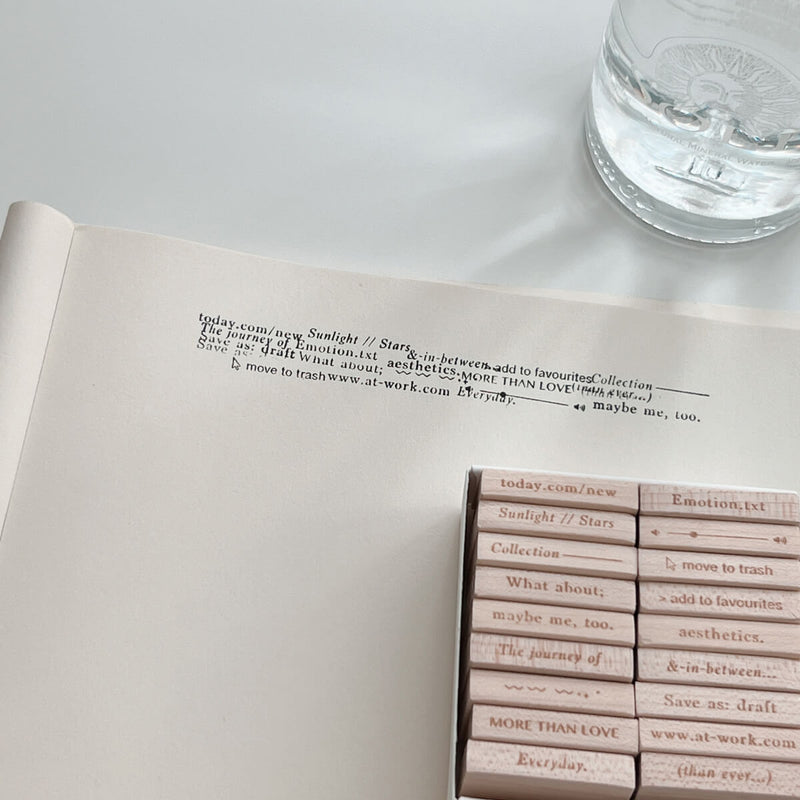 today.com/new Sunlight // Stars
The journey of Emotion.txt &-in-between... add to favourites Collection
Save as: draft What about; aesthetics. MORE THAN LOVE (than ever...)
move to trash www.at-work.com Everyday. maybe me, too.
today.com/new
Sunlight // Stars
Collection
What about;
maybe me, too.
The journey of
MORE THAN LOVE
Everyday.
Emotion.txt
move to trash
> add to favourites
aesthetics.
&-in-between...
Save as: draft
www.at-work.com
(than ever...)
MINERAL WATER